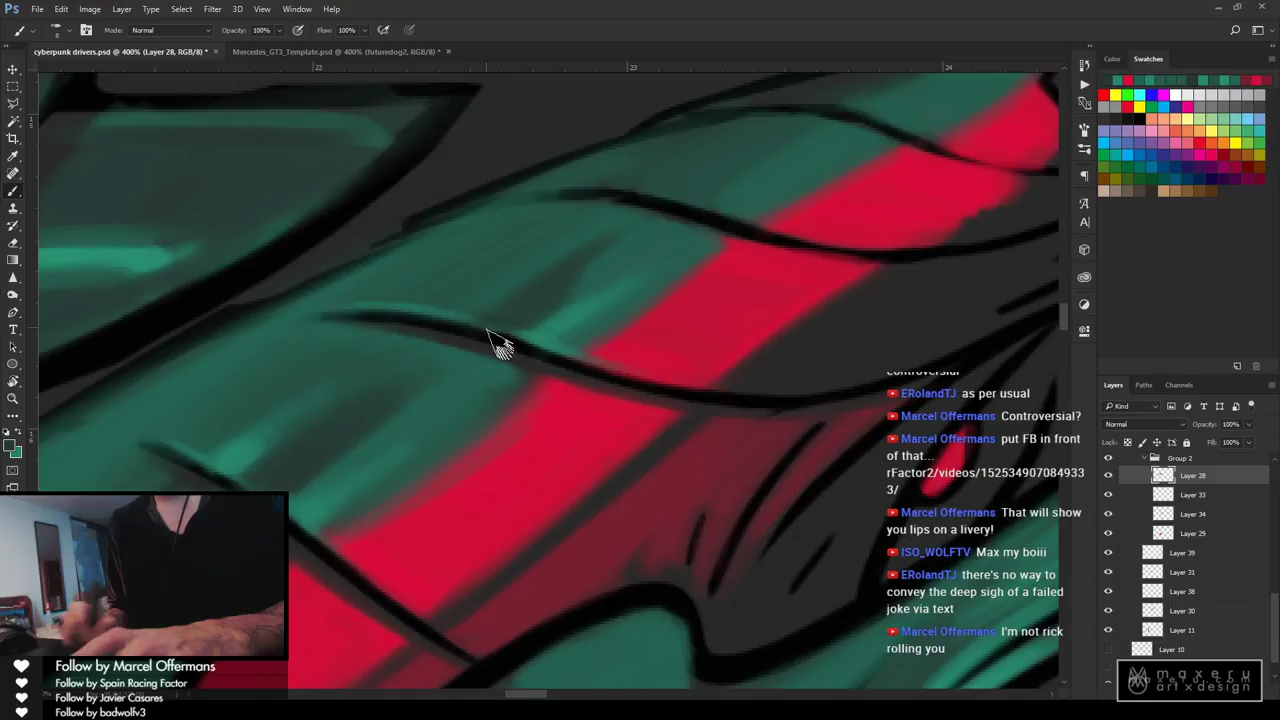 File Edit Image Layer Type Select Filter 3D View Window Help
8 Mode: Normal Opacity: 100% Flow: 100%
cyberpunk drivers.psd @ 400% (Layer 28, RGB/8) * × Mercedes_GT3_Template.psd @ 400% (futuredog2, RGB/8) * ×
22 23 24
Color Swatches
Layers Paths Channels
Kind
Normal Opacity: 100%
Lock: Fill: 100%
Group 2
Layer 28
Layer 33
Layer 34
Layer 29
Layer 39
Layer 31
Layer 38
Layer 30
Layer 11
Layer 10
controversial
ERolandTJ as per usual
Marcel Offermans Controversial?
Marcel Offermans put FB in front
of that...
rFactor2/videos/152534907084933
3/
Marcel Offermans That will show
you lips on a livery!
ISO_WOLFTV Max my boiii
ERolandTJ there's no way to
convey the deep sigh of a failed
joke via text
Marcel Offermans I'm not rick
rolling you
Follow by Marcel Offermans
Follow by Spain Racing Factor
Follow by Javier Casares
Follow by badwolfv3
maxeru
art x design